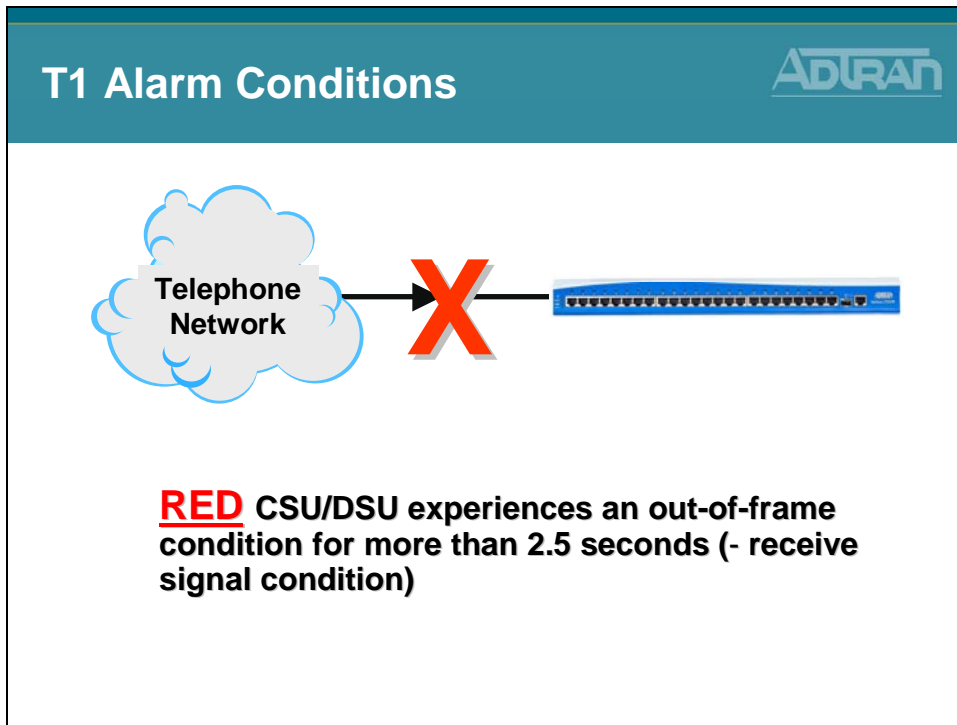 T1 Alarm Conditions
ADTRAN
Telephone
Network
X
RED CSU/DSU experiences an out-of-frame
condition for more than 2.5 seconds (- receive
signal condition)